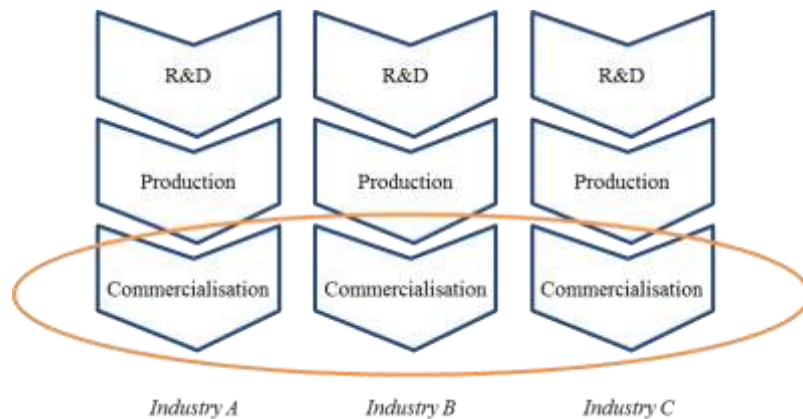 R&D R&D R&D
Production Production Production
Commercialisation Commercialisation Commercialisation
Industry A Industry B Industry C